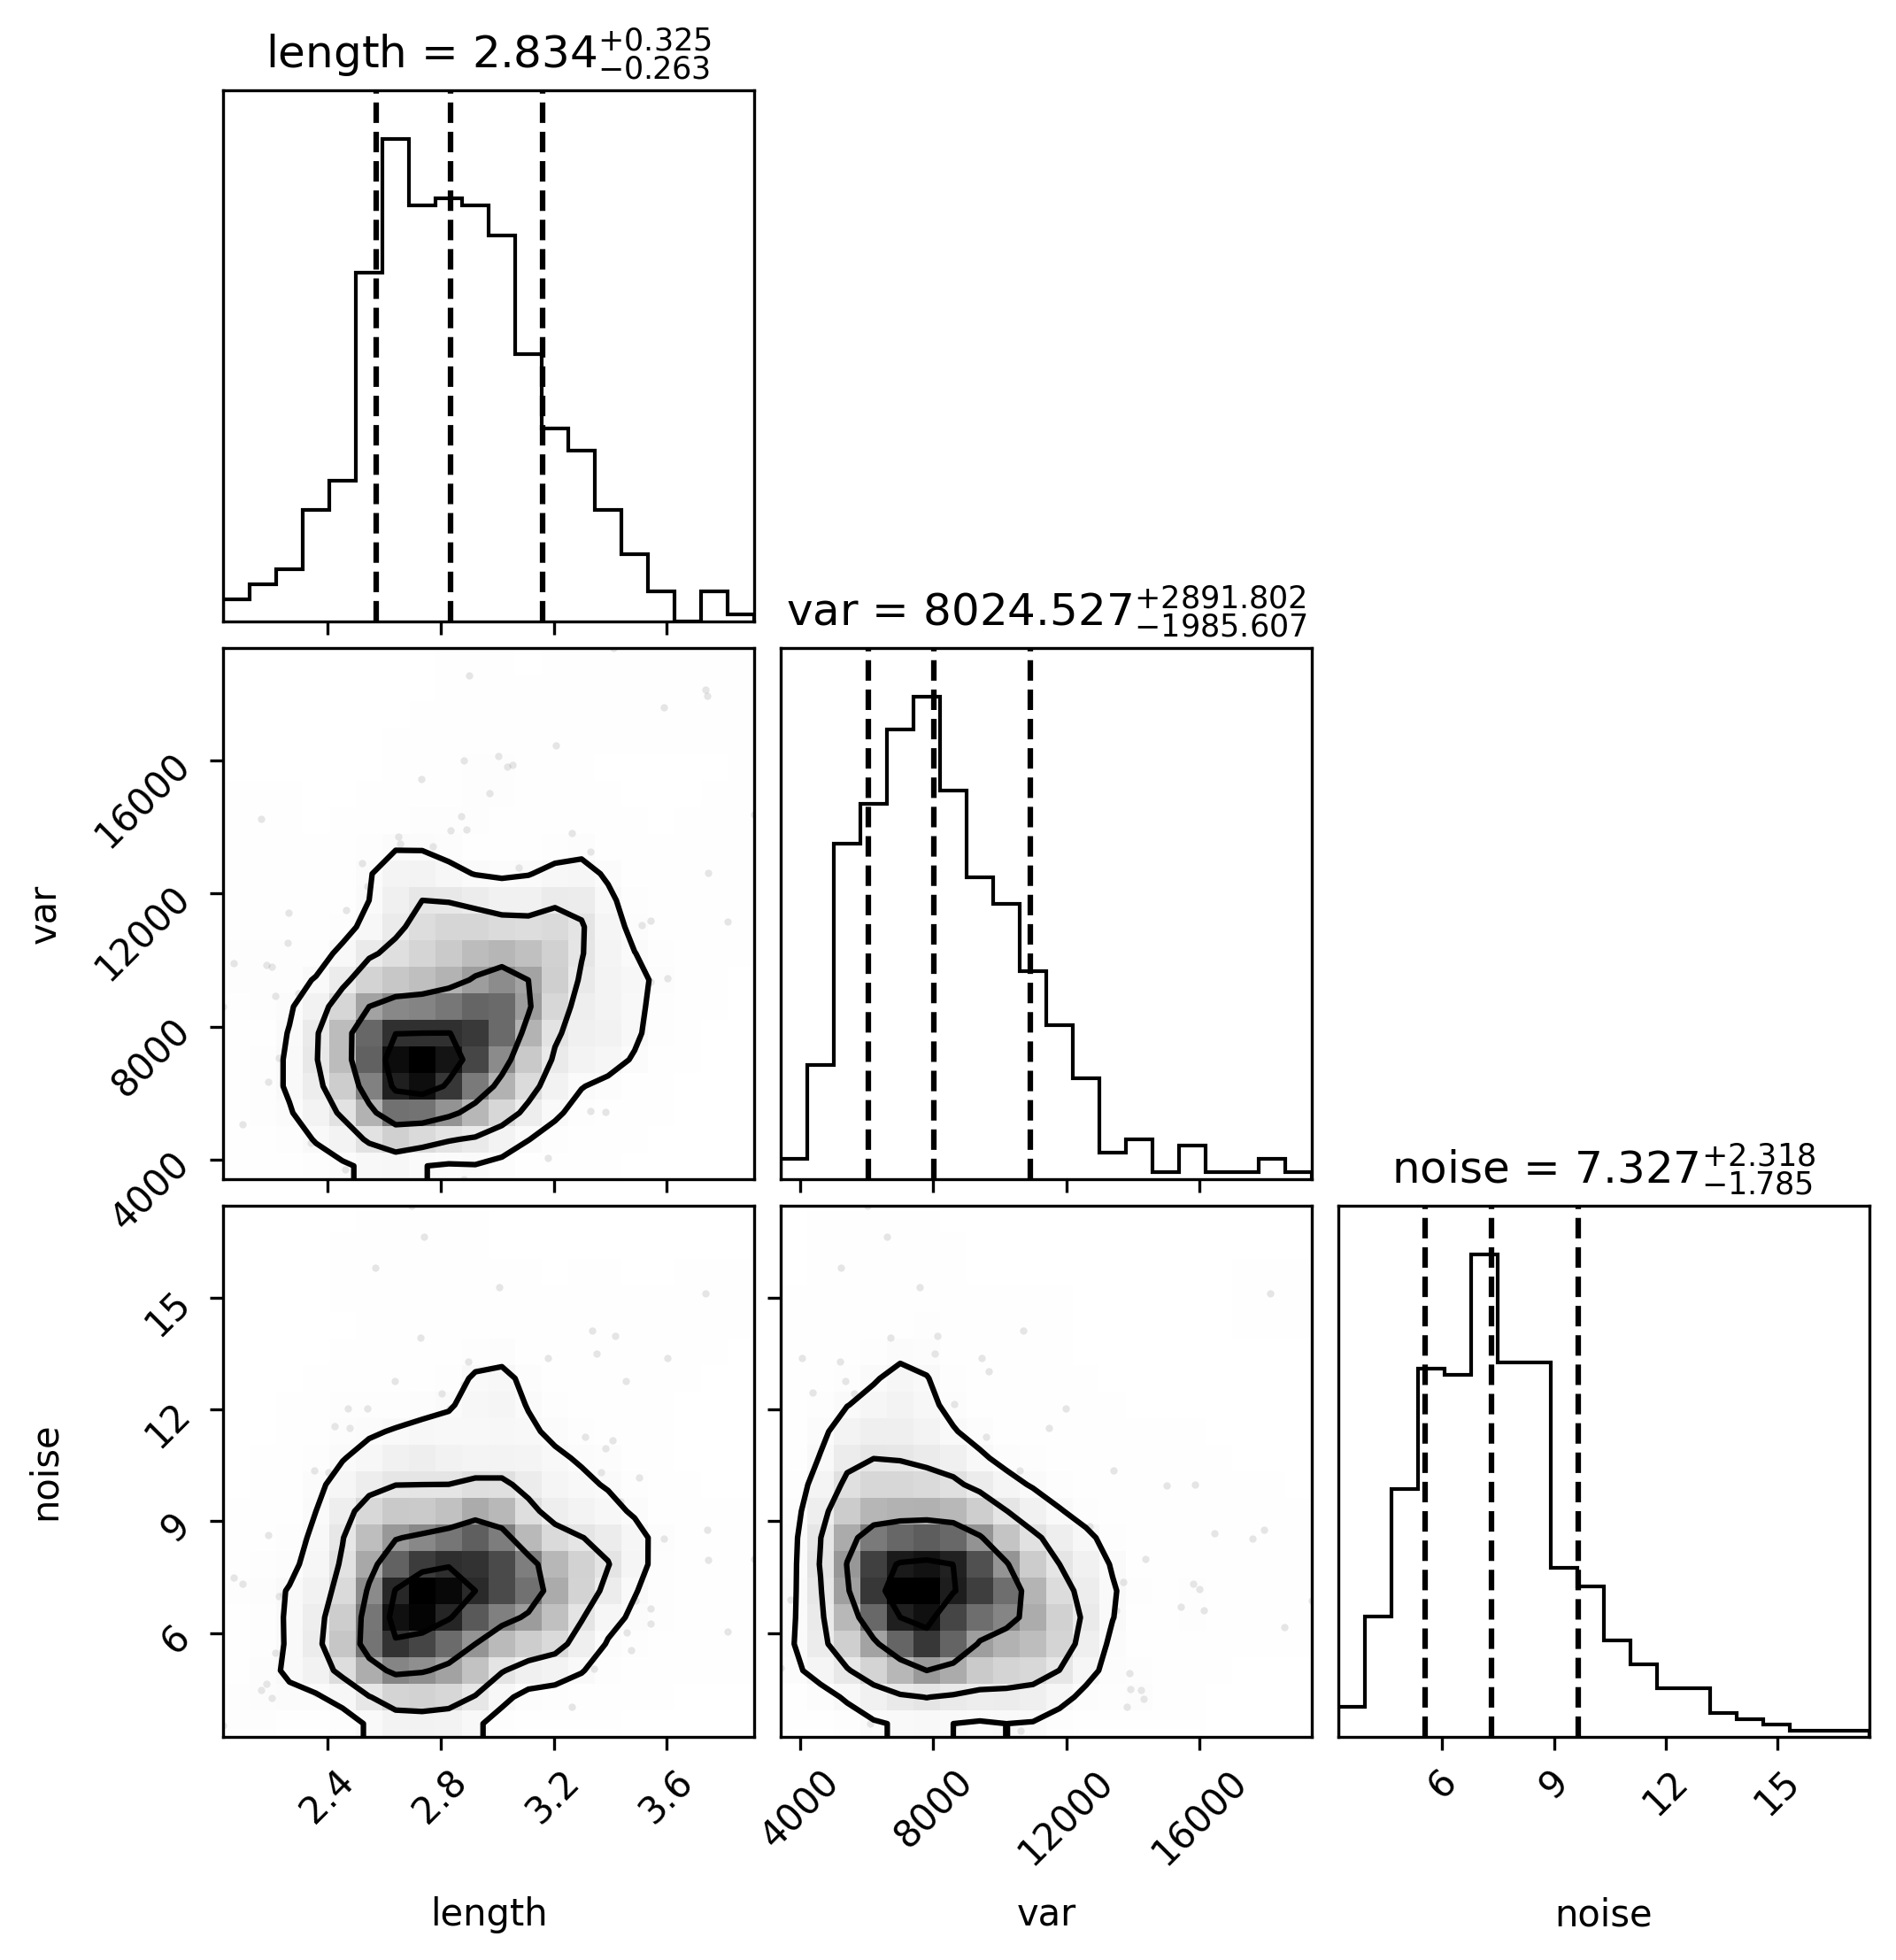 length = 2.834+0.325−0.263
var = 8024.527+2891.802−1985.607
var
16000
12000
8000
4000
noise = 7.327+2.318−1.785
noise
15
12
9
6
2.4 2.8 3.2 3.6
4000 8000 12000 16000
6 9 12 15
length var noise